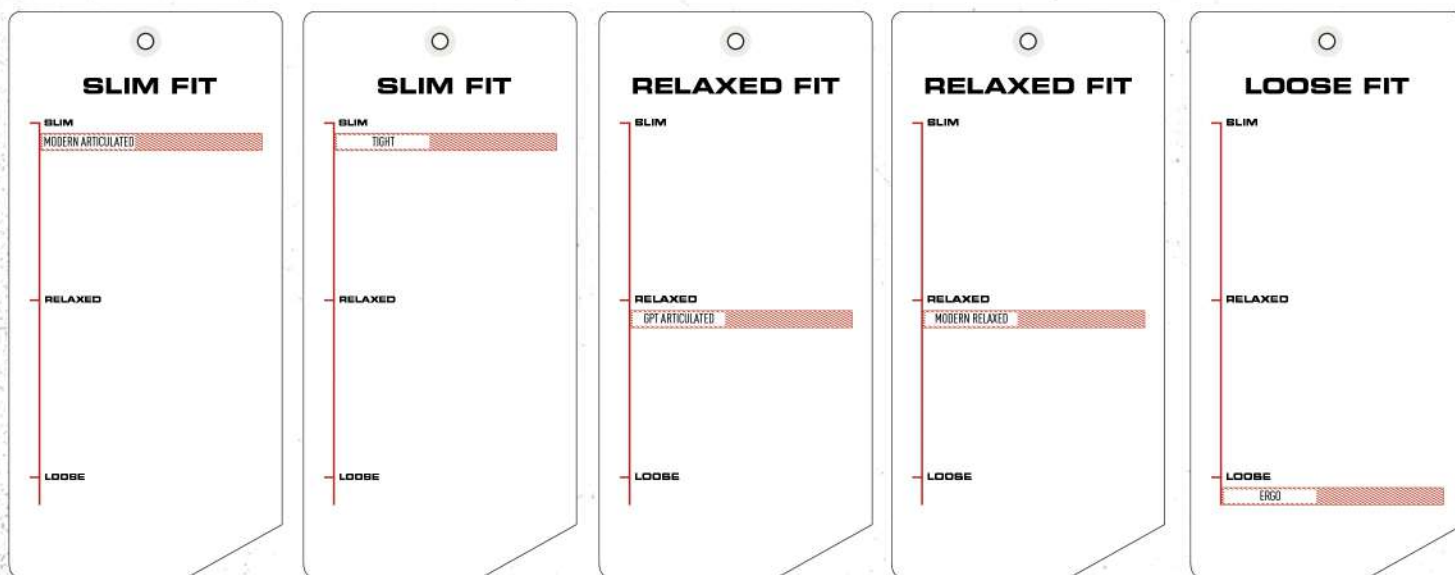 SLIM FIT
SLIM
MODERN ARTICULATED
RELAXED
LOOSE
SLIM FIT
SLIM
TIGHT
RELAXED
LOOSE
RELAXED FIT
SLIM
RELAXED
GPT ARTICULATED
LOOSE
RELAXED FIT
SLIM
RELAXED
MODERN RELAXED
LOOSE
LOOSE FIT
SLIM
RELAXED
LOOSE
ERGO